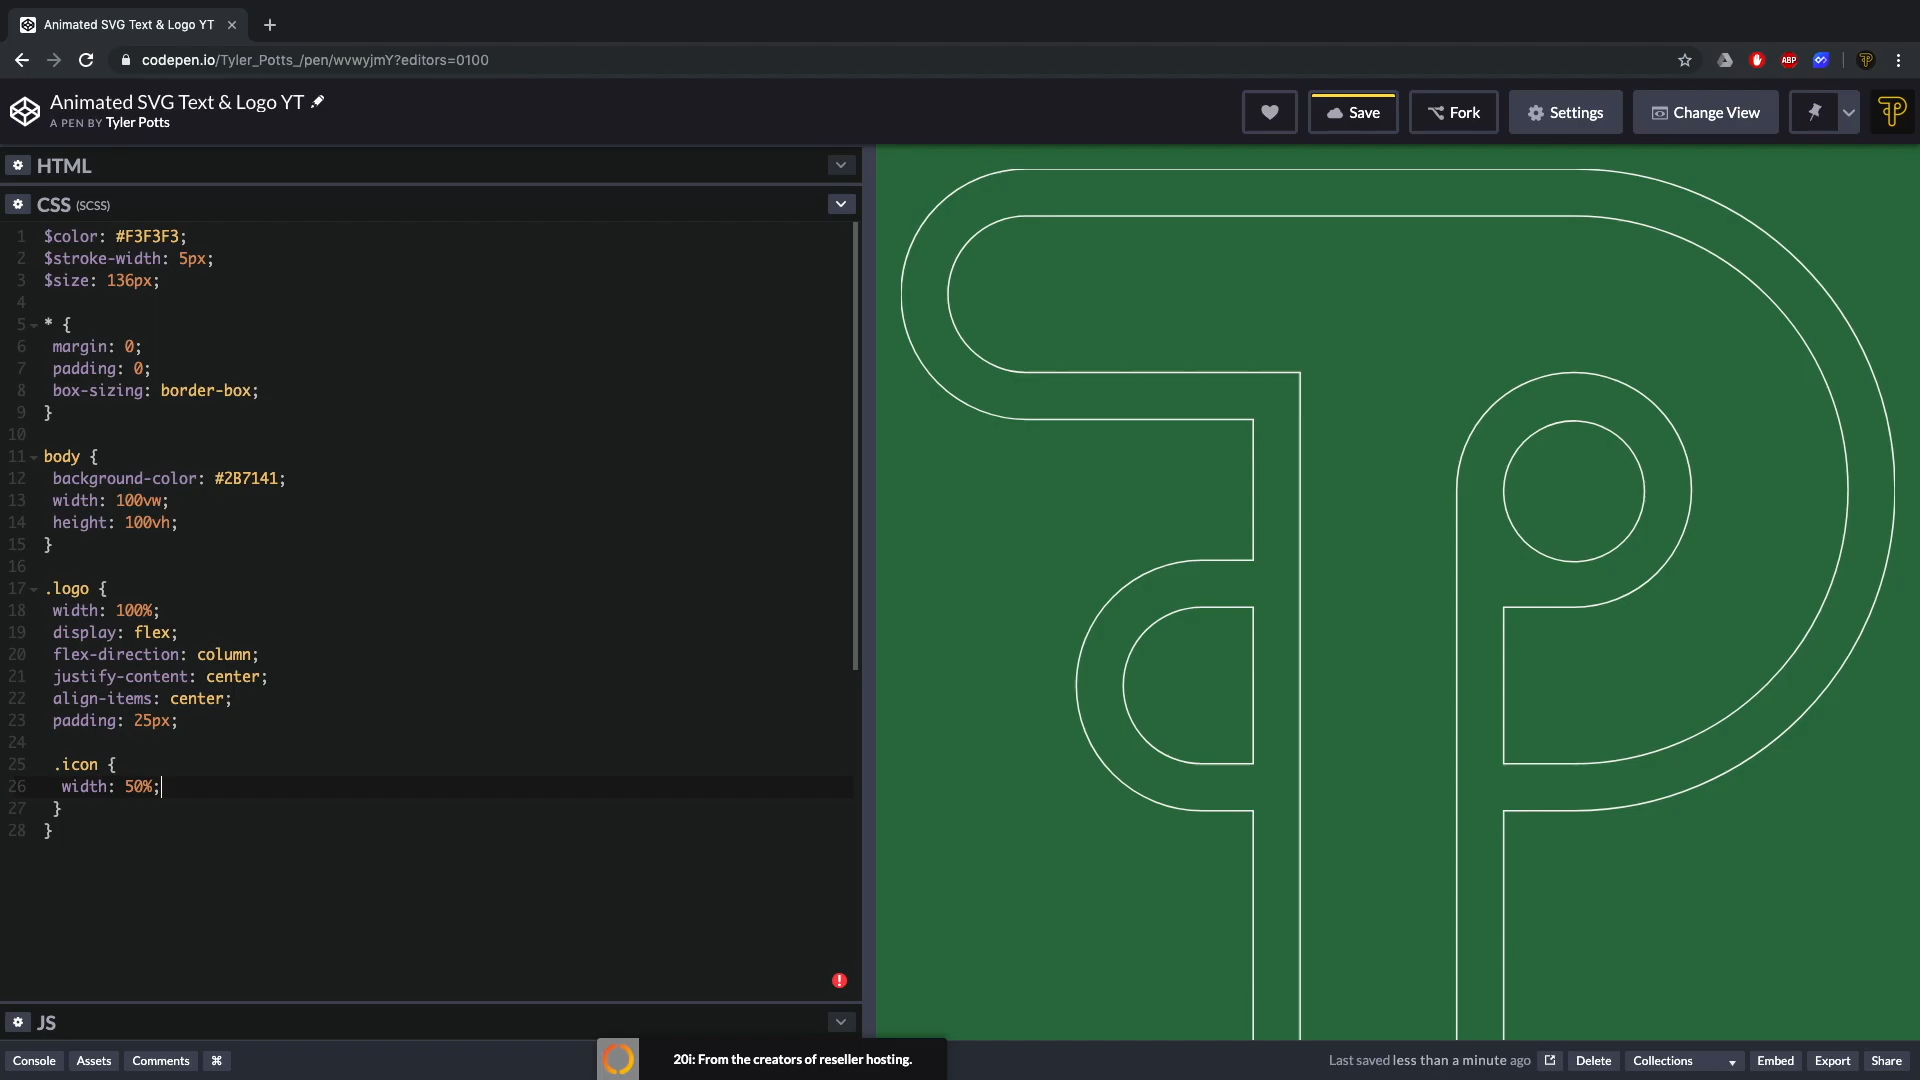 Animated SVG Text & Logo YT
codepen.io/Tyler_Potts_/pen/wvwyjmY?editors=0100
ABP
Animated SVG Text & Logo YT
A PEN BY Tyler Potts
Save
Fork
Settings
Change View
HTML
CSS (SCSS)
1 $color: #F3F3F3;
2 $stroke-width: 5px;
3 $size: 136px;
4
5 * {
6 margin: 0;
7 padding: 0;
8 box-sizing: border-box;
9 }
10
11 body {
12 background-color: #2B7141;
13 width: 100vw;
14 height: 100vh;
15 }
16
17 .logo {
18 width: 100%;
19 display: flex;
20 flex-direction: column;
21 justify-content: center;
22 align-items: center;
23 padding: 25px;
24
25 .icon {
26 width: 50%;
27 }
28 }
JS
Console
Assets
Comments
⌘
20i: From the creators of reseller hosting.
Last saved less than a minute ago
Delete
Collections
Embed
Export
Share